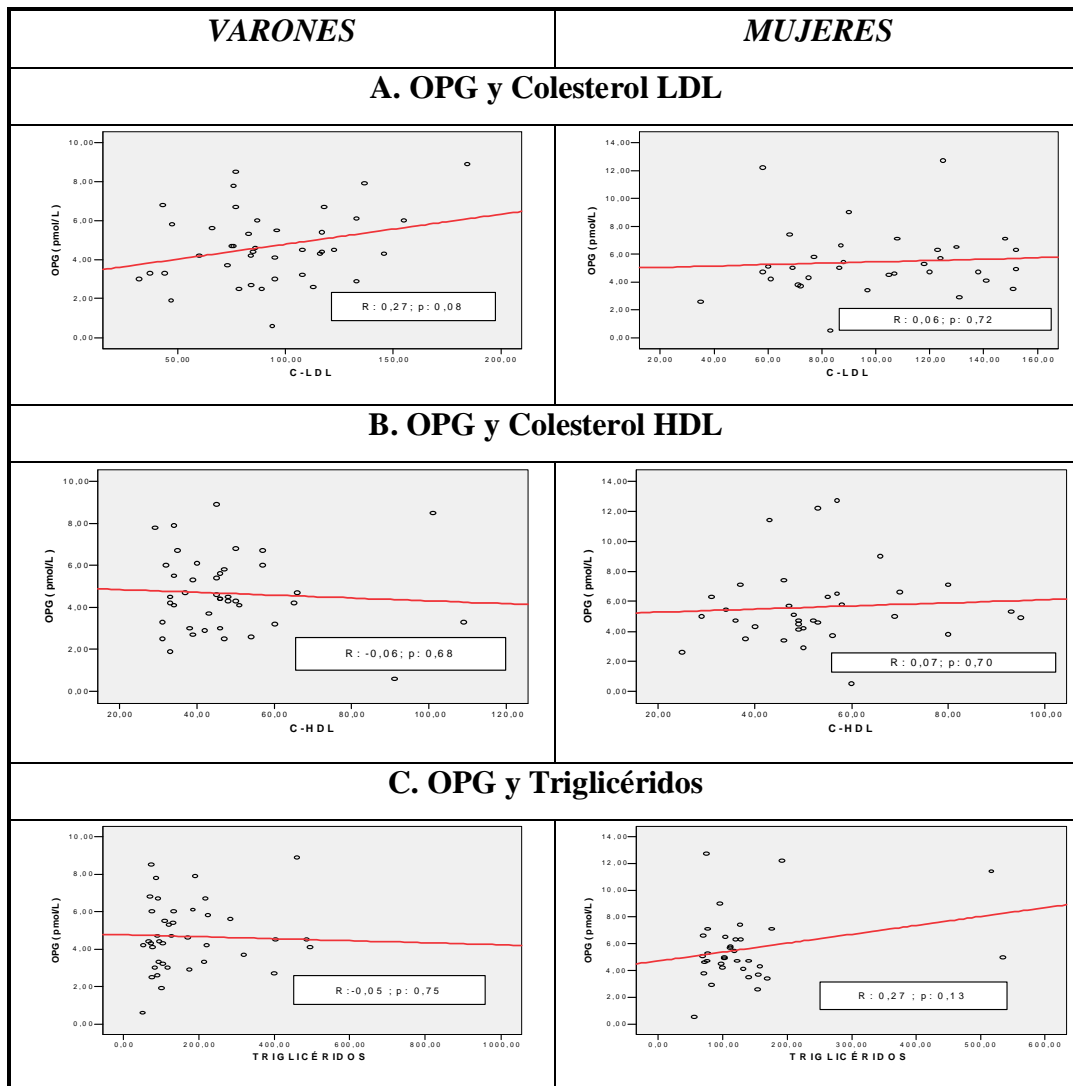 VARONES
MUJERES
A. OPG y Colesterol LDL
10,00
8,00
6,00
4,00
2,00
0,00
OPG (pmol/L)
R: 0,27; p: 0,08
50,00 100,00 150,00 200,00
C-LDL
14,00
12,00
10,00
8,00
6,00
4,00
2,00
0,00
OPG (pmol/L)
R: 0,06; p: 0,72
20,00 40,00 60,00 80,00 100,00 120,00 140,00 160,00
C-LDL
B. OPG y Colesterol HDL
10,00
8,00
6,00
4,00
2,00
0,00
OPG (pmol/L)
R: -0,06; p: 0,68
20,00 40,00 60,00 80,00 100,00 120,00
C-HDL
14,00
12,00
10,00
8,00
6,00
4,00
2,00
0,00
OPG (pmol/L)
R: 0,07; p: 0,70
20,00 40,00 60,00 80,00 100,00
C-HDL
C. OPG y Triglicéridos
10,00
8,00
6,00
4,00
2,00
0,00
OPG (pmol/L)
R:-0,05 ; p: 0,75
0,00 200,00 400,00 600,00 800,00 1000,00
TRIGLICÉRIDOS
14,00
12,00
10,00
8,00
6,00
4,00
2,00
0,00
OPG (pmol/L)
R: 0,27 ; p: 0,13
0,00 100,00 200,00 300,00 400,00 500,00 600,00
TRIGLICÉRIDOS